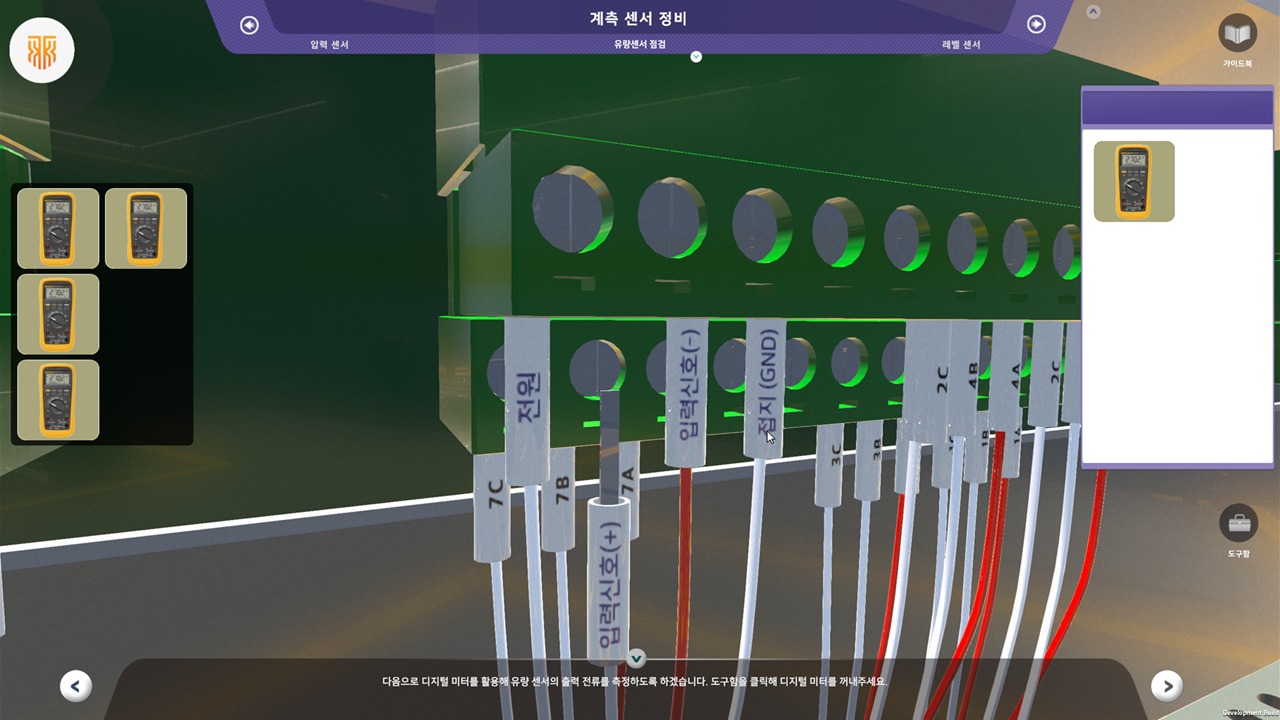 계측 센서 정비
압력 센서
유량센서 점검
레벨 센서
가이드북
전원
입력신호(-)
접지 (GND)
2C
4B
4A
2C
7C
7B
7A
3C
3B
1B
입력신호(+)
도구함
다음으로 디지털 미터를 활용해 유량 센서의 출력 전류를 측정하도록 하겠습니다. 도구함을 클릭해 디지털 미터를 꺼내주세요.
Development Build